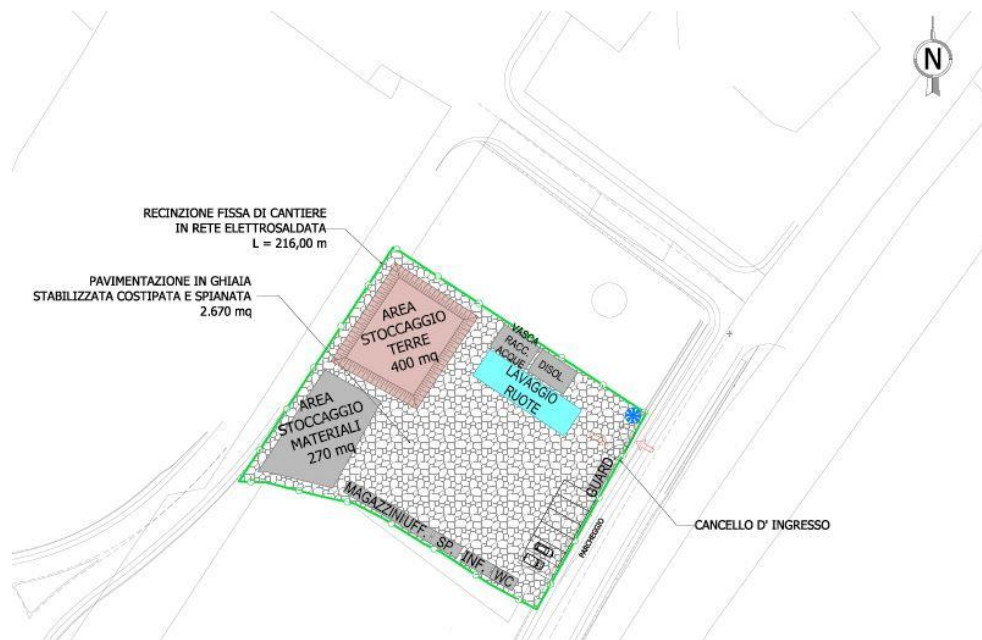 N
RECINZIONE FISSA DI CANTIERE
IN RETE ELETTROSALDATA
L = 216,00 m
PAVIMENTAZIONE IN GHIAIA
STABILIZZATA COSTIPATA E SPIANATA
2.670 mq
AREA
STOCCAGGIO
TERRE
400 mq
VASCA
RACC.
ACQUE
DISOL.
LAVAGGIO
RUOTE
AREA
STOCCAGGIO
MATERIALI
270 mq
GUARD
PARCHEGGIO
CANCELLO D' INGRESSO
MAGAZZINI
UFF.
SP.
INF.
WC